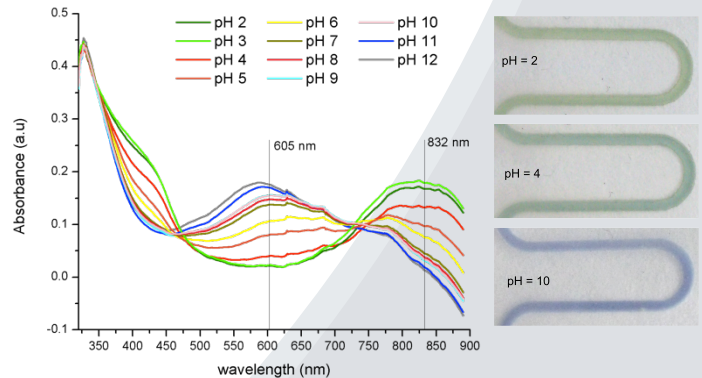 pH 2 pH 6 pH 10
pH 3 pH 7 pH 11
pH 4 pH 8 pH 12
pH 5 pH 9
605 nm
832 nm
Absorbance (a.u)
0.5
0.4
0.3
0.2
0.1
0.0
-0.1
350 400 450 500 550 600 650 700 750 800 850 900
wavelength (nm)
pH = 2
pH = 4
pH = 10